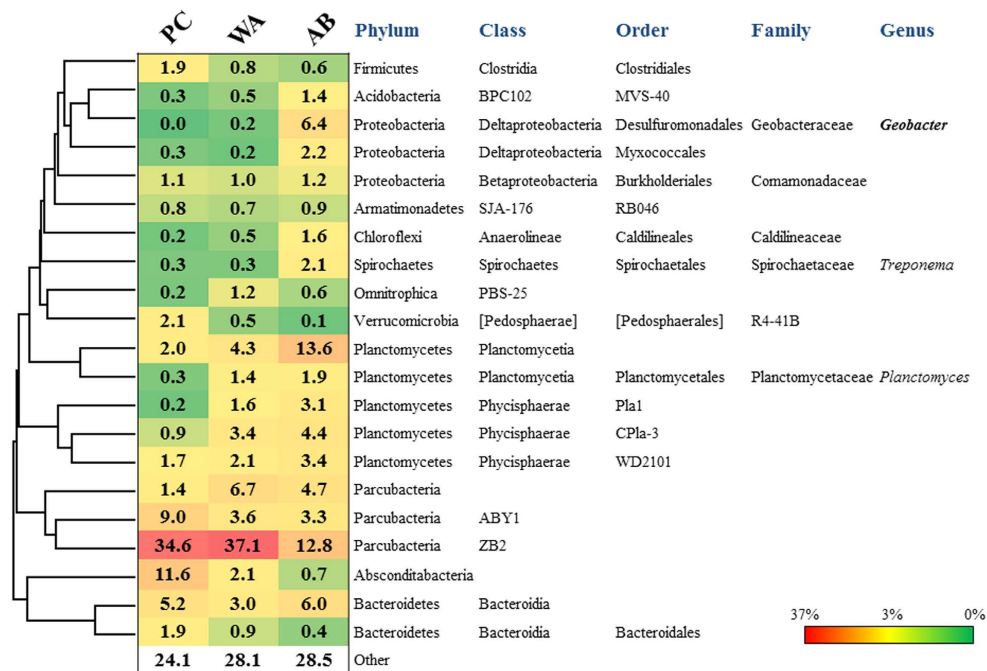 PC WA AB Phylum Class Order Family Genus
1.9 0.8 0.6 Firmicutes Clostridia Clostridiales
0.3 0.5 1.4 Acidobacteria BPC102 MVS-40
0.0 0.2 6.4 Proteobacteria Deltaproteobacteria Desulfuromonadales Geobacteraceae Geobacter
0.3 0.2 2.2 Proteobacteria Deltaproteobacteria Myxococcales
1.1 1.0 1.2 Proteobacteria Betaproteobacteria Burkholderiales Comamonadaceae
0.8 0.7 0.9 Armatimonadetes SJA-176 RB046
0.2 0.5 1.6 Chloroflexi Anaerolineae Caldilineales Caldilineaceae
0.3 0.3 2.1 Spirochaetes Spirochaetes Spirochaetales Spirochaetaceae Treponema
0.2 1.2 0.6 Omnitrophica PBS-25
2.1 0.5 0.1 Verrucomicrobia [Pedosphaerae] [Pedosphaerales] R4-41B
2.0 4.3 13.6 Planctomycetes Planctomycetia
0.3 1.4 1.9 Planctomycetes Planctomycetia Planctomycetales Planctomycetaceae Planctomyces
0.2 1.6 3.1 Planctomycetes Phycisphaerae Pla1
0.9 3.4 4.4 Planctomycetes Phycisphaerae CPla-3
1.7 2.1 3.4 Planctomycetes Phycisphaerae WD2101
1.4 6.7 4.7 Parcubacteria
9.0 3.6 3.3 Parcubacteria ABY1
34.6 37.1 12.8 Parcubacteria ZB2
11.6 2.1 0.7 Absconditabacteria
5.2 3.0 6.0 Bacteroidetes Bacteroidia
1.9 0.9 0.4 Bacteroidetes Bacteroidia Bacteroidales
24.1 28.1 28.5 Other
37% 3% 0%